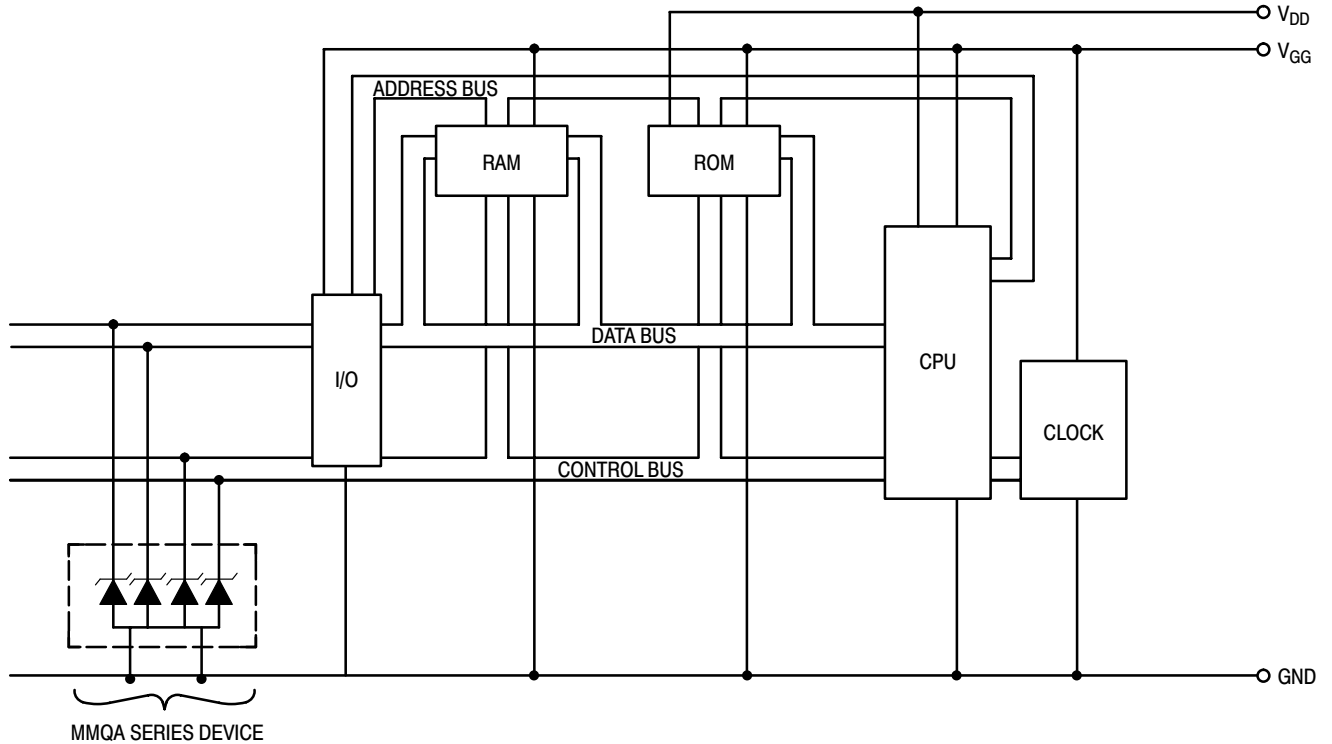 VDD
VGG
ADDRESS BUS
RAM
ROM
DATA BUS
CPU
I/O
CLOCK
CONTROL BUS
GND
MMQA SERIES DEVICE